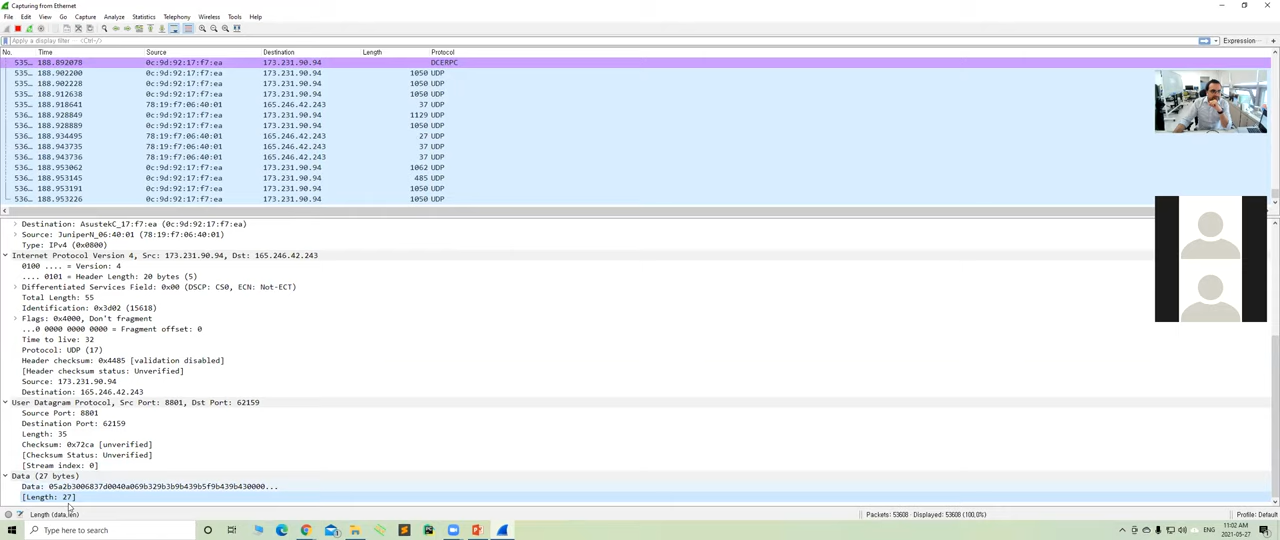 Capturing from Ethernet
File Edit View Go Capture Analyze Statistics Telephony Wireless Tools Help
Apply a display filter ... <Ctrl-/> Expression... +
No. Time Source Destination Length Protocol
535… 188.892078 0c:9d:92:17:f7:ea 173.231.90.94 DCERPC
535… 188.902200 0c:9d:92:17:f7:ea 173.231.90.94 1050 UDP
535… 188.902228 0c:9d:92:17:f7:ea 173.231.90.94 1050 UDP
535… 188.912638 0c:9d:92:17:f7:ea 173.231.90.94 1050 UDP
535… 188.918641 78:19:f7:06:40:01 165.246.42.243 37 UDP
536… 188.928849 0c:9d:92:17:f7:ea 173.231.90.94 1129 UDP
536… 188.928889 0c:9d:92:17:f7:ea 173.231.90.94 1050 UDP
536… 188.934495 78:19:f7:06:40:01 165.246.42.243 27 UDP
536… 188.943735 78:19:f7:06:40:01 165.246.42.243 37 UDP
536… 188.943736 78:19:f7:06:40:01 165.246.42.243 37 UDP
536… 188.953062 0c:9d:92:17:f7:ea 173.231.90.94 1062 UDP
536… 188.953145 0c:9d:92:17:f7:ea 173.231.90.94 485 UDP
536… 188.953191 0c:9d:92:17:f7:ea 173.231.90.94 1050 UDP
536… 188.953226 0c:9d:92:17:f7:ea 173.231.90.94 1050 UDP
Destination: AsustekC_17:f7:ea (0c:9d:92:17:f7:ea)
Source: JuniperN_06:40:01 (78:19:f7:06:40:01)
Type: IPv4 (0x0800)
Internet Protocol Version 4, Src: 173.231.90.94, Dst: 165.246.42.243
0100 .... = Version: 4
.... 0101 = Header Length: 20 bytes (5)
Differentiated Services Field: 0x00 (DSCP: CS0, ECN: Not-ECT)
Total Length: 55
Identification: 0x3d02 (15618)
Flags: 0x4000, Don't fragment
...0 0000 0000 0000 = Fragment offset: 0
Time to live: 32
Protocol: UDP (17)
Header checksum: 0x4485 [validation disabled]
[Header checksum status: Unverified]
Source: 173.231.90.94
Destination: 165.246.42.243
User Datagram Protocol, Src Port: 8801, Dst Port: 62159
Source Port: 8801
Destination Port: 62159
Length: 35
Checksum: 0x72ca [unverified]
[Checksum Status: Unverified]
[Stream index: 0]
Data (27 bytes)
Data: 05a2b3006837d0040a069b329b3b9b439b5f9b439b430000...
[Length: 27]
Length (data.len) Packets: 53608 · Displayed: 53608 (100,0%) Profile: Default
Type here to search ENG 11:02 AM
2021-05-27